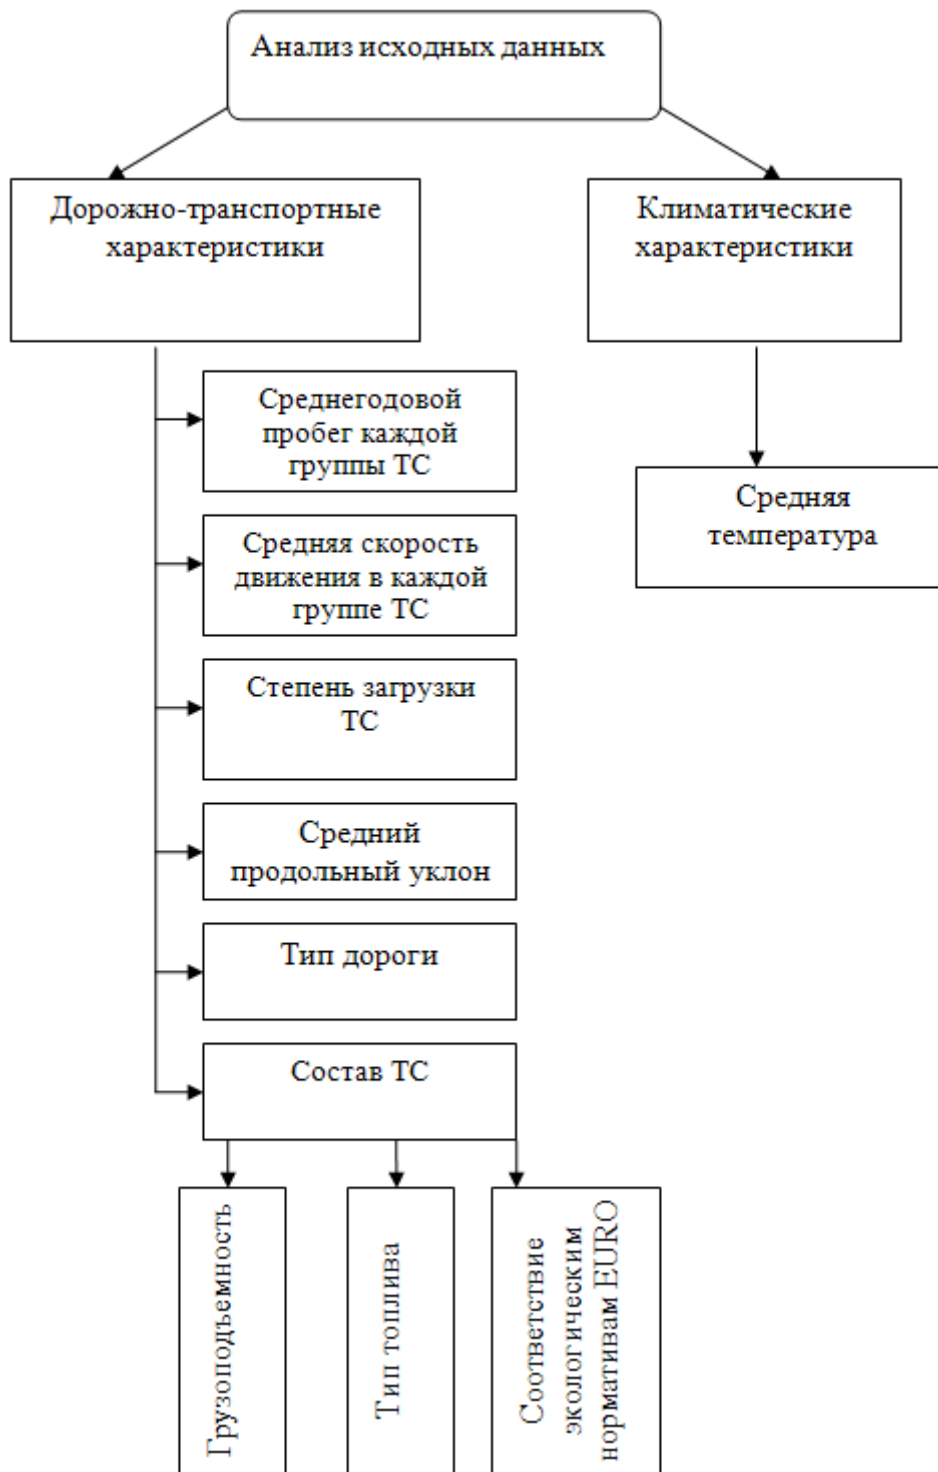 Анализ исходных данных
Дорожно-транспортные
характеристики
Климатические
характеристики
Среднегодовой
пробег каждой
группы ТС
Средняя скорость
движения в каждой
группе ТС
Степень загрузки
ТС
Средний
продольный уклон
Тип дороги
Состав ТС
Средняя
температура
Грузоподъемность
Тип топлива
Соответствие
экологическим
нормативам EURO